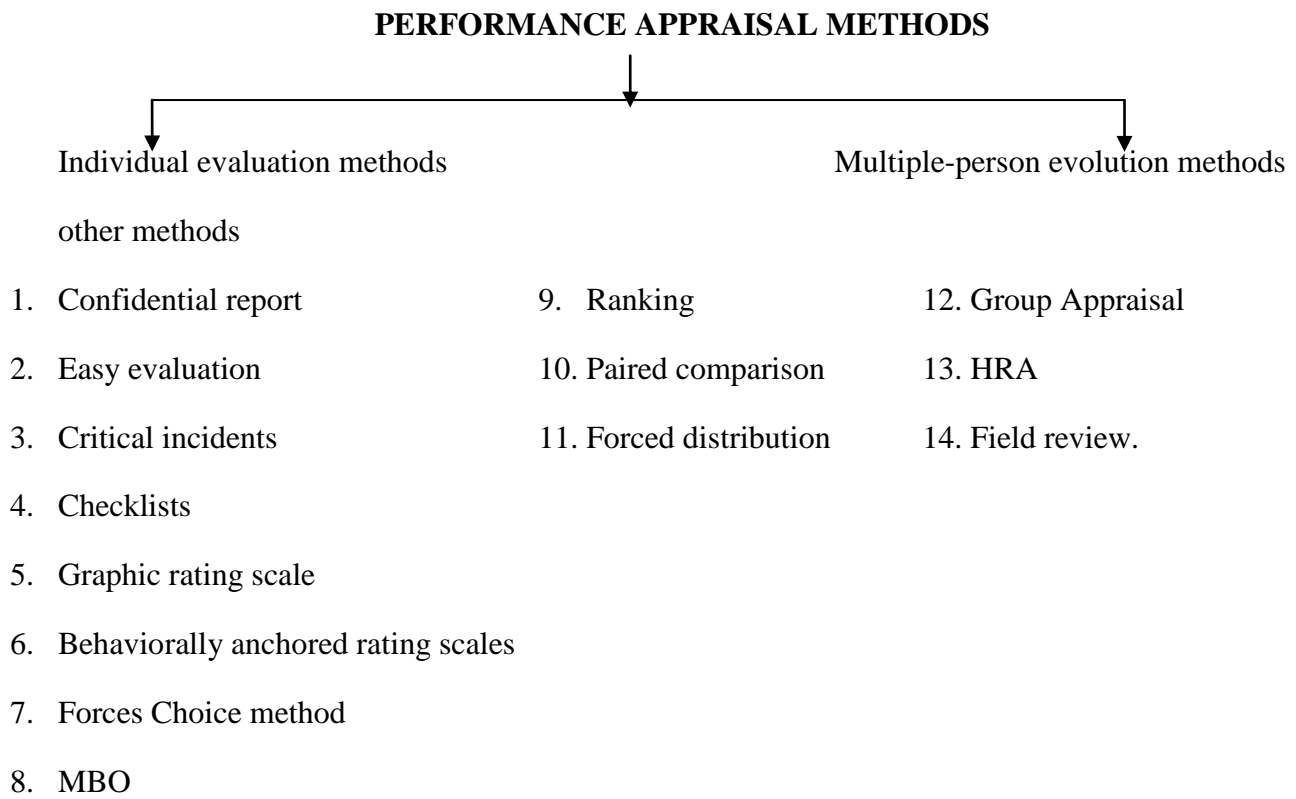 PERFORMANCE APPRAISAL METHODS
Individual evaluation methods Multiple-person evolution methods
other methods
1. Confidential report 9. Ranking 12. Group Appraisal
2. Easy evaluation 10. Paired comparison 13. HRA
3. Critical incidents 11. Forced distribution 14. Field review.
4. Checklists
5. Graphic rating scale
6. Behaviorally anchored rating scales
7. Forces Choice method
8. MBO